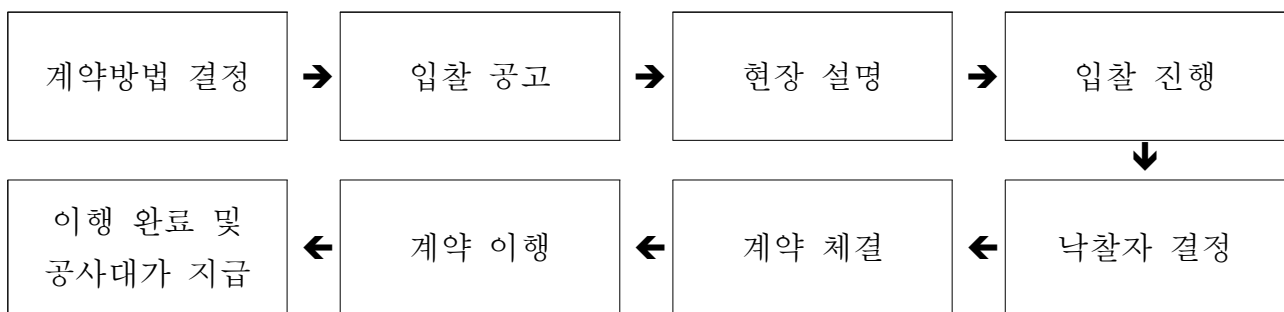 계약방법 결정
입찰 공고
현장 설명
입찰 진행
낙찰자 결정
계약 체결
계약 이행
이행 완료 및
공사대가 지급